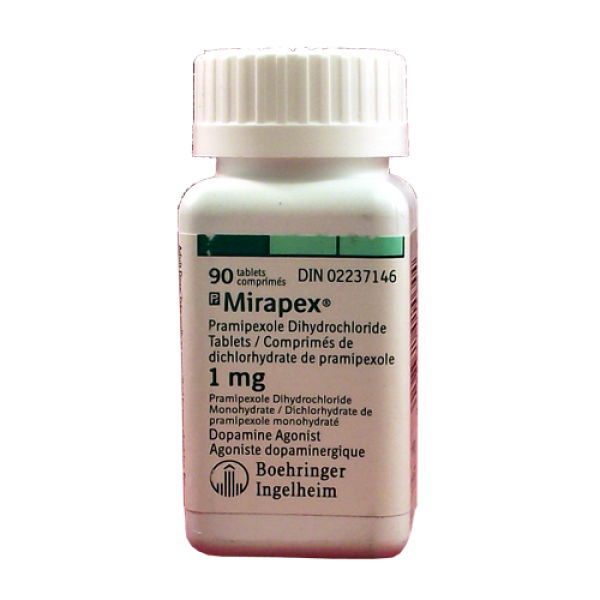 90 tablets comprimés DIN 02237146
Pr Mirapex®
Pramipexole Dihydrochloride
Tablets / Comprimés de
dichlorhydrate de pramipexole
1 mg
Pramipexole Dihydrochloride
Monohydrate / Dichlorhydrate de
pramipexole monohydraté
Dopamine Agonist
Agoniste dopaminergique
Boehringer
Ingelheim